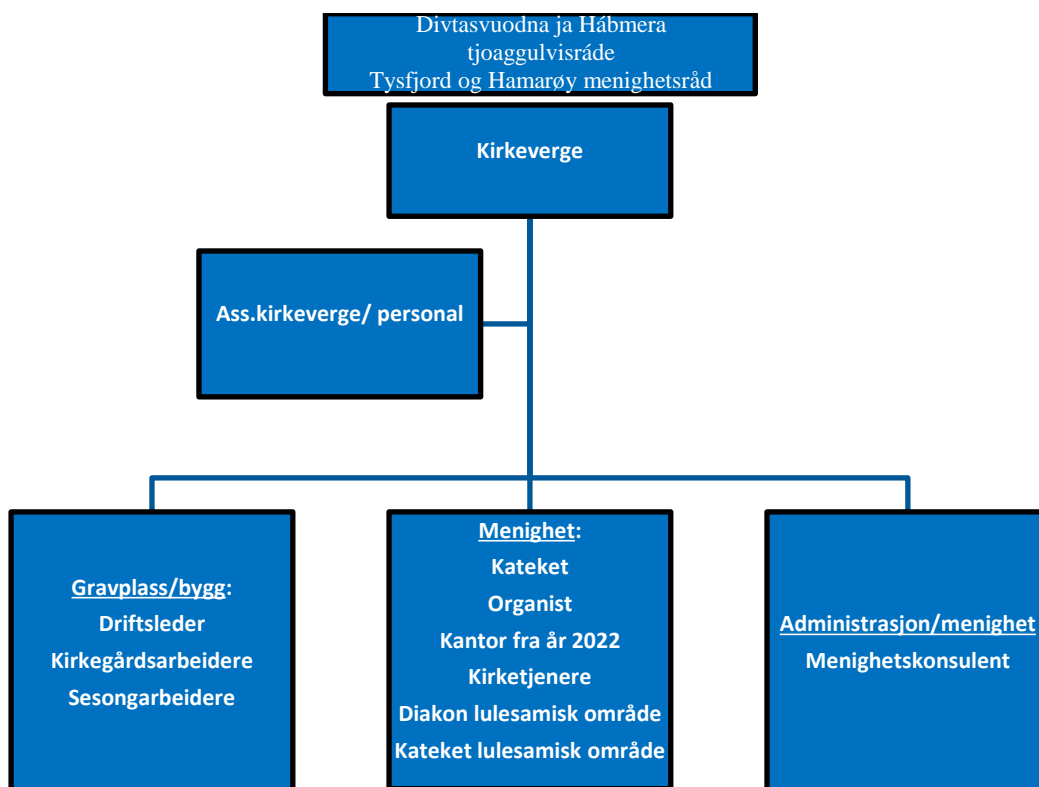 Divtasvuodna ja Hábmera
tjoaggulvisráde
Tysfjord og Hamarøy menighetsråd
Kirkeverge
Ass.kirkeverge/ personal
Gravplass/bygg:
Driftsleder
Kirkegårdsarbeidere
Sesongarbeidere
Menighet:
Kateket
Organist
Kantor fra år 2022
Kirketjenere
Diakon lulesamisk område
Kateket lulesamisk område
Administrasjon/menighet
Menighetskonsulent